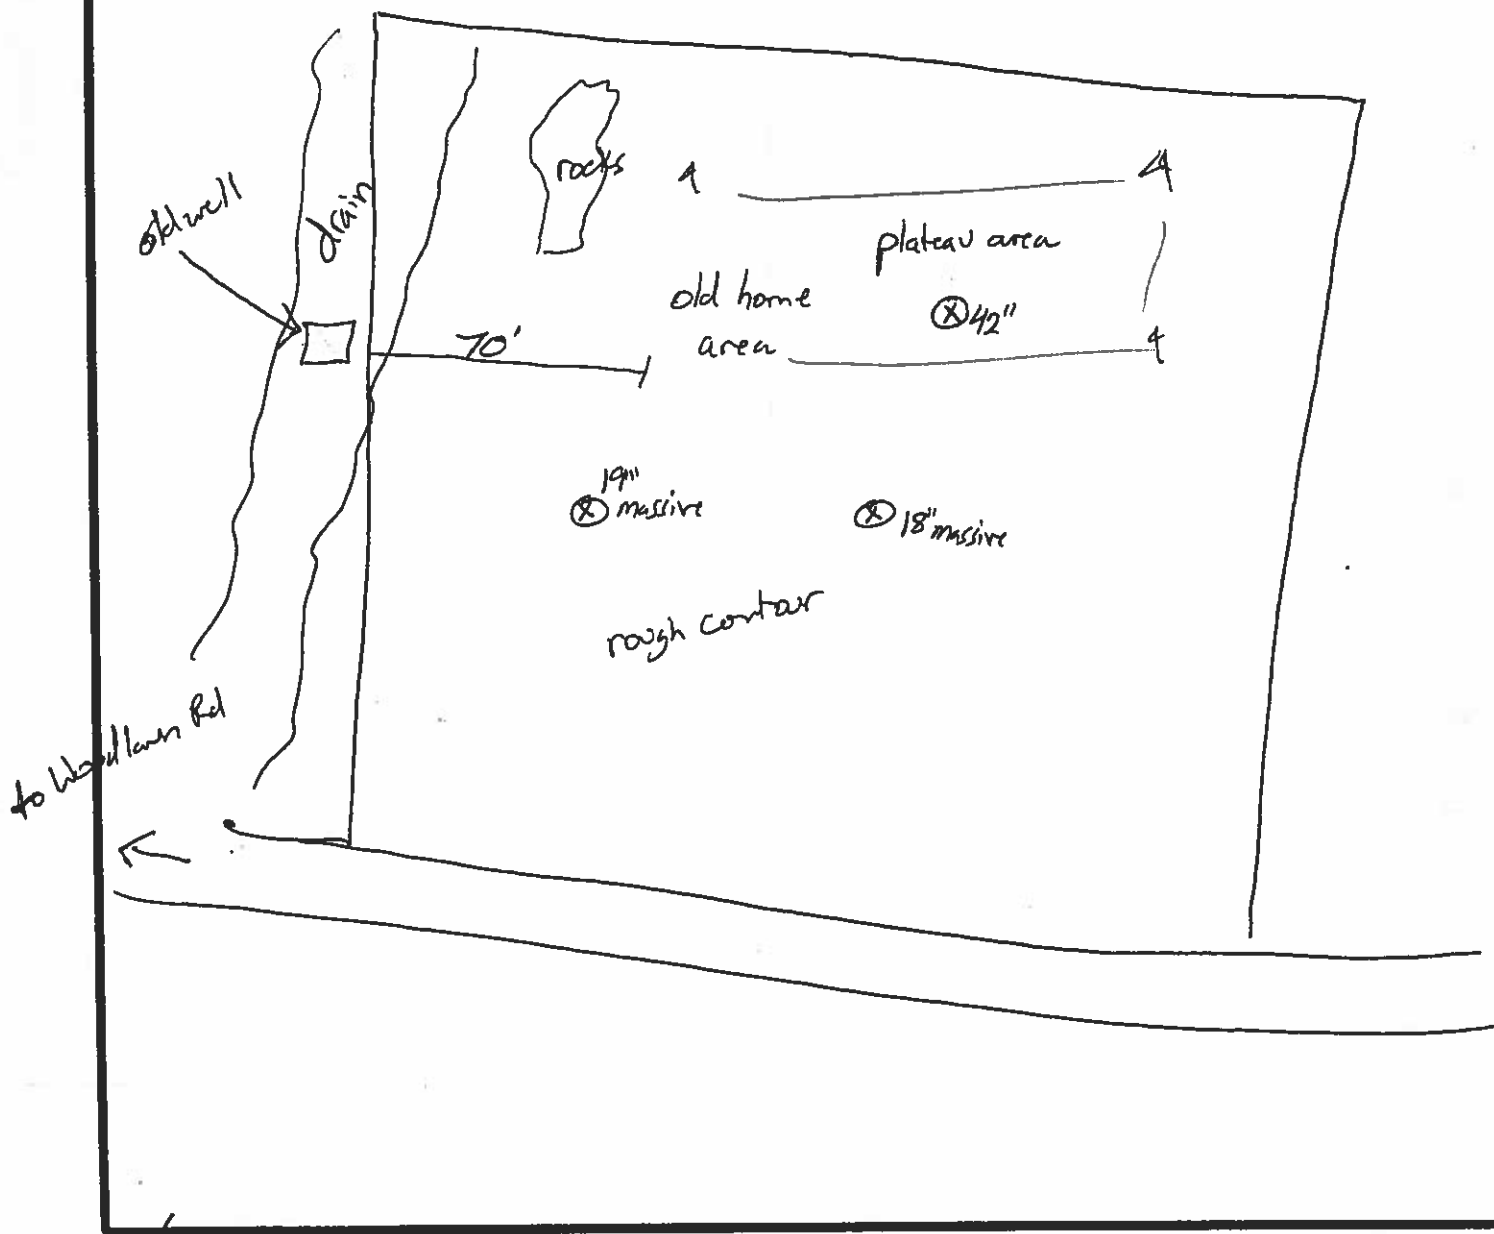 rocks
old well
drain
plateau area
old home
area
42"
70'
19"
massive
18" massive
rough contour
to Woodlawn Rd